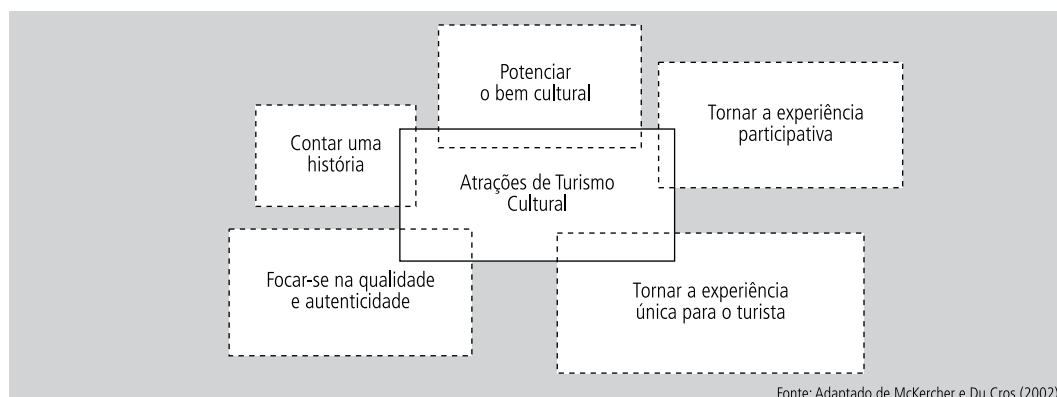 Potenciar
o bem cultural
Tornar a experiência
participativa
Contar uma
história
Atrações de Turismo
Cultural
Focar-se na qualidade
e autenticidade
Tornar a experiência
única para o turista
Fonte: Adaptado de McKercher e Du Cros (2002)